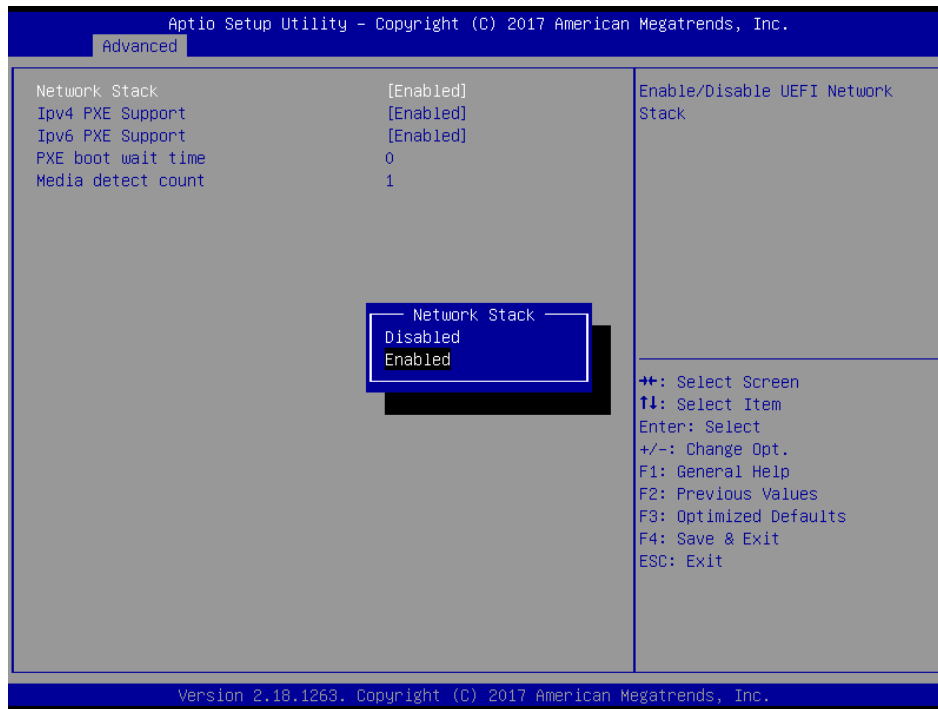 Aptio Setup Utility – Copyright (C) 2017 American Megatrends, Inc.
Advanced
Network Stack [Enabled]
Ipv4 PXE Support [Enabled]
Ipv6 PXE Support [Enabled]
PXE boot wait time 0
Media detect count 1
Enable/Disable UEFI Network
Stack
Network Stack
Disabled
Enabled
→←: Select Screen
↑↓: Select Item
Enter: Select
+/-: Change Opt.
F1: General Help
F2: Previous Values
F3: Optimized Defaults
F4: Save & Exit
ESC: Exit
Version 2.18.1263. Copyright (C) 2017 American Megatrends, Inc.